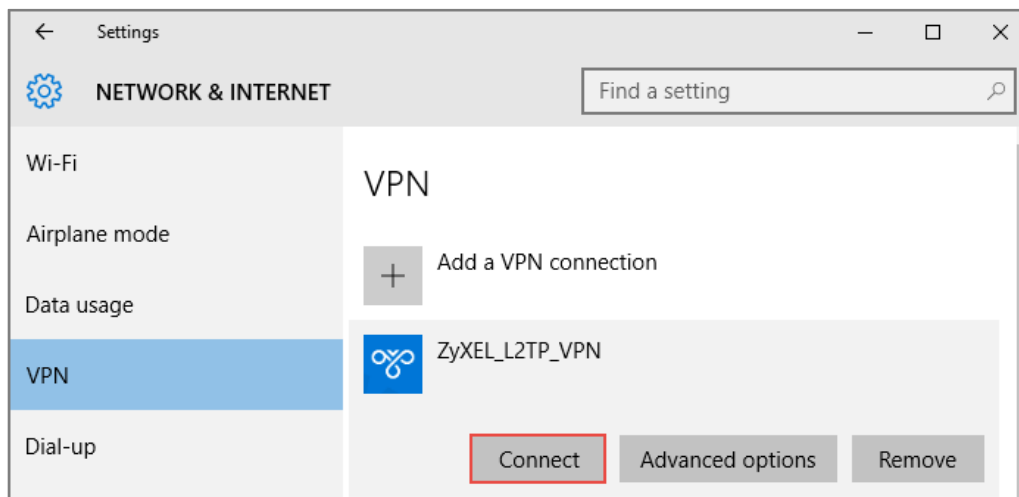 Settings
NETWORK & INTERNET
Find a setting
Wi-Fi
Airplane mode
Data usage
VPN
Dial-up
VPN
Add a VPN connection
ZyXEL_L2TP_VPN
Connect Advanced options Remove